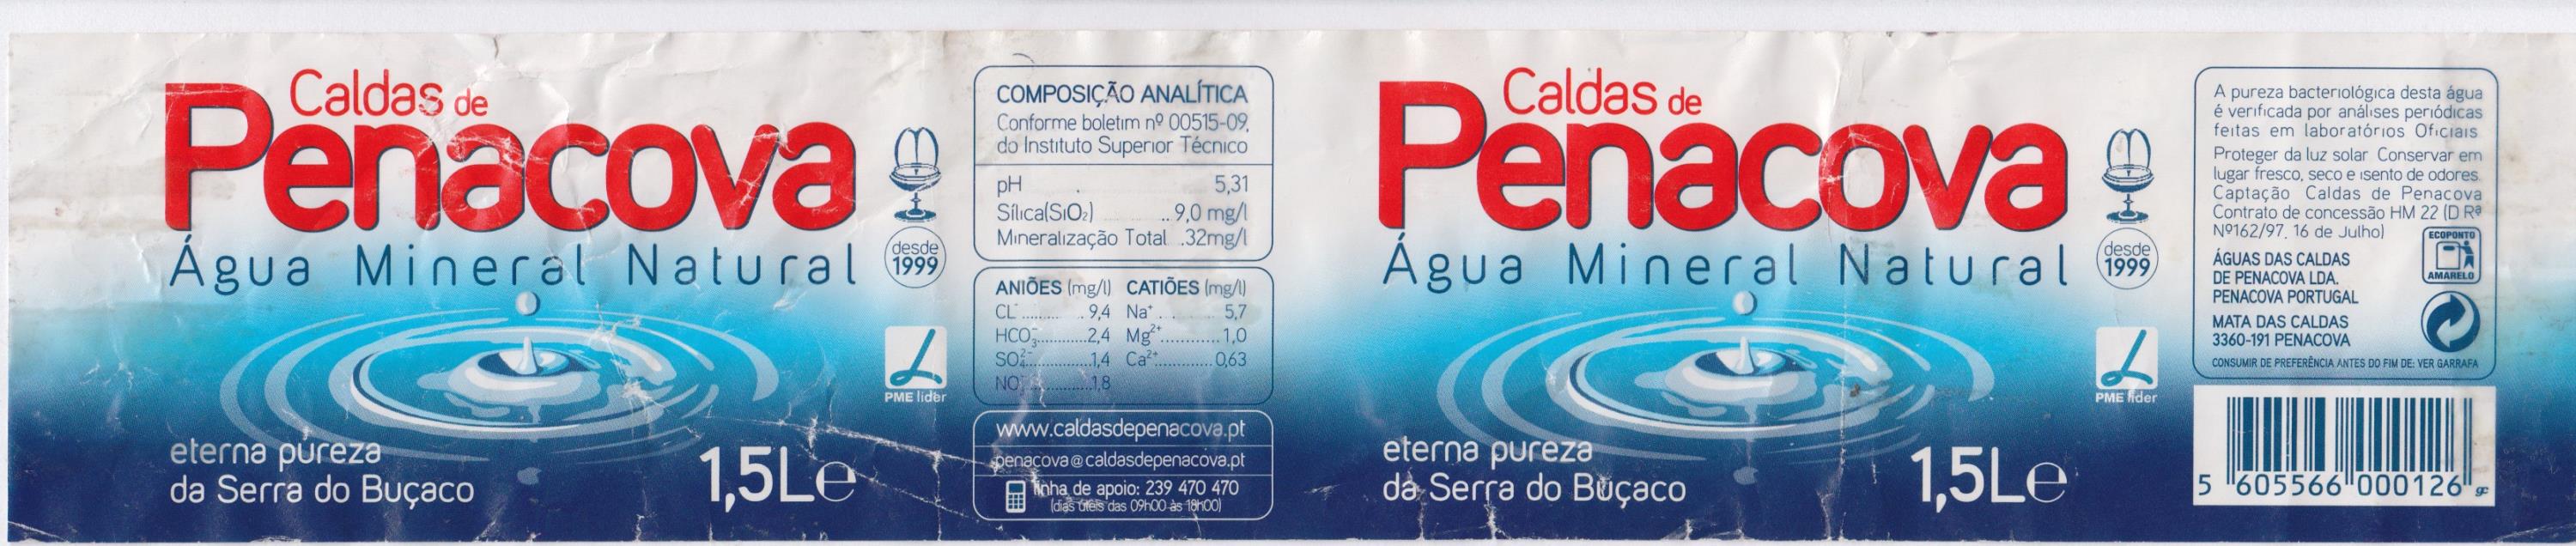 Caldas de
Penacova
Água Mineral Natural
desde
1999
PME líder
eterna pureza
da Serra do Buçaco
1,5L℮
COMPOSIÇÃO ANALÍTICA
Conforme boletim nº 00515-09,
do Instituto Superior Técnico
pH 5,31
Sílica(SiO₂) ..9,0 mg/l
Mineralização Total ..32mg/l
ANIÕES (mg/l) CATIÕES (mg/l)
CL⁻ .......... 9,4 Na⁺ .... 5,7
HCO₃⁻............2,4 Mg²⁺............1,0
SO₄²⁻..............1,4 Ca²⁺............0,63
NO₃⁻..............1,8
www.caldasdepenacova.pt
penacova@caldasdepenacova.pt
linha de apoio: 239 470 470
(dias úteis das 09h00 às 18h00)
Caldas de
Penacova
Água Mineral Natural
desde
1999
PME líder
eterna pureza
da Serra do Buçaco
1,5L℮
A pureza bacteriológica desta água
é verificada por análises periódicas
feitas em laboratórios Oficiais
Proteger da luz solar Conservar em
lugar fresco, seco e isento de odores
Captação Caldas de Penacova
Contrato de concessão HM 22 (D Rª
Nº162/97, 16 de Julho)
ECOPONTO
AMARELO
ÁGUAS DAS CALDAS
DE PENACOVA LDA.
PENACOVA PORTUGAL
MATA DAS CALDAS
3360-191 PENACOVA
CONSUMIR DE PREFERÊNCIA ANTES DO FIM DE: VER GARRAFA
5 605566 000126
gc